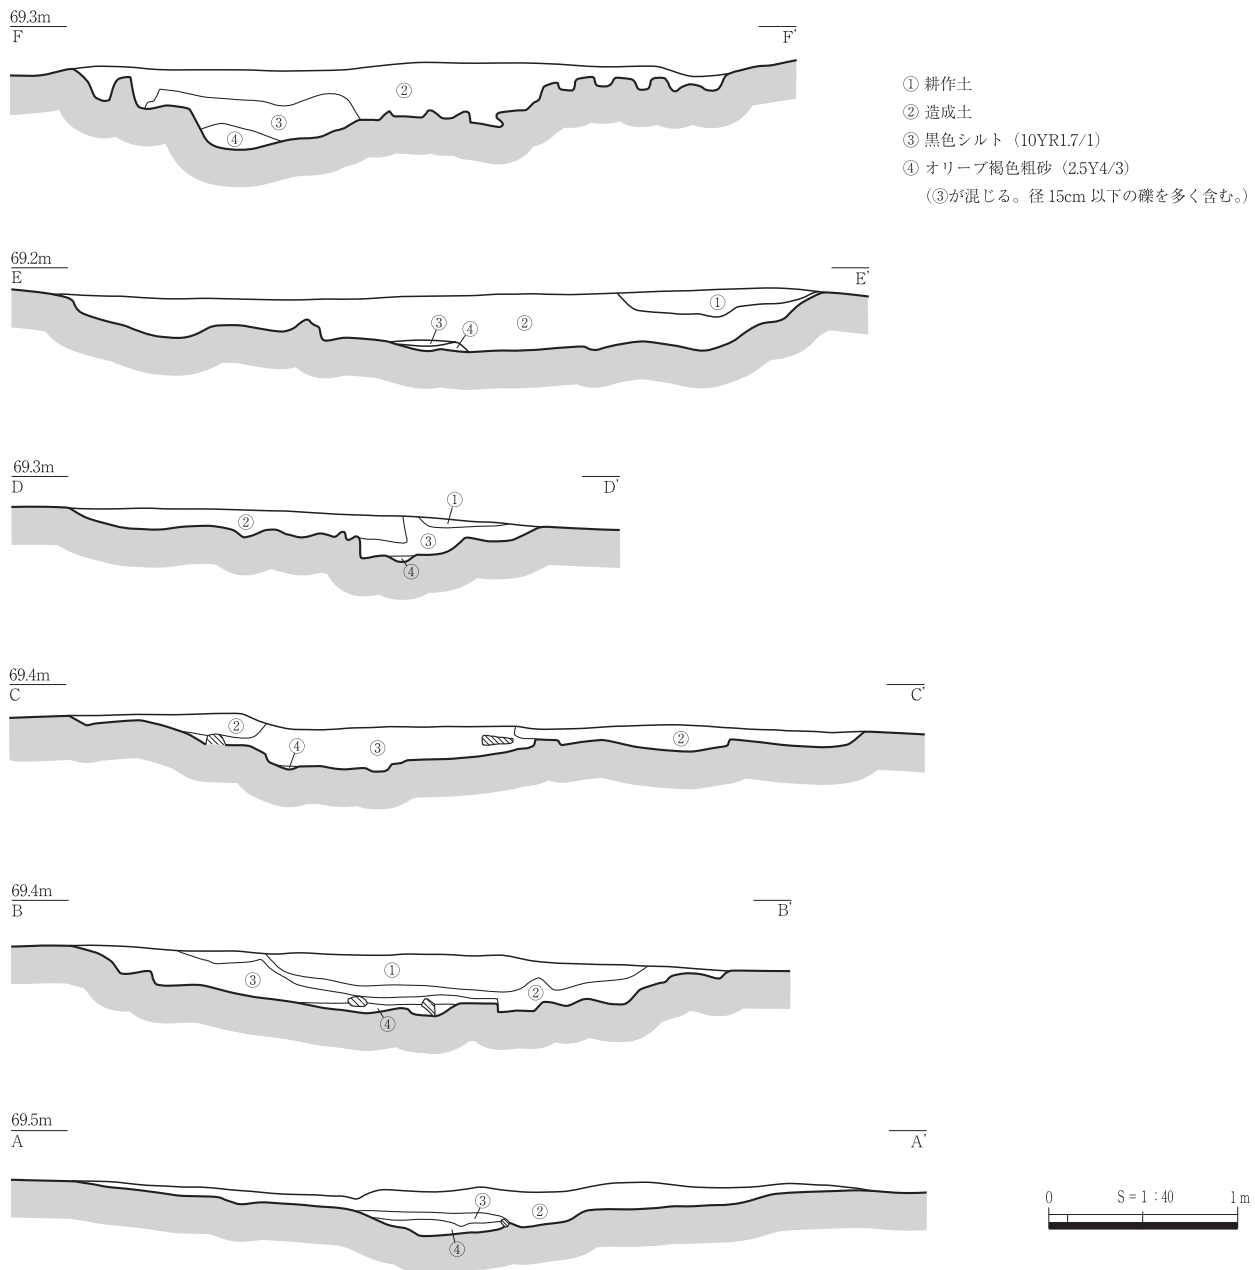 69.3m
F F'
②
③
④
① 耕作土
② 造成土
③ 黒色シルト（10YR1.7/1）
④ オリーブ褐色粗砂（2.5Y4/3）
（③が混じる。径 15cm 以下の礫を多く含む。）
69.2m
E E'
①
③ ④ ②
69.3m
D D'
①
②
③
④
69.4m
C C'
②
④ ③ ②
69.4m
B B'
①
③
②
④
69.5m
A A'
③
②
④
0 S = 1 : 40 1 m